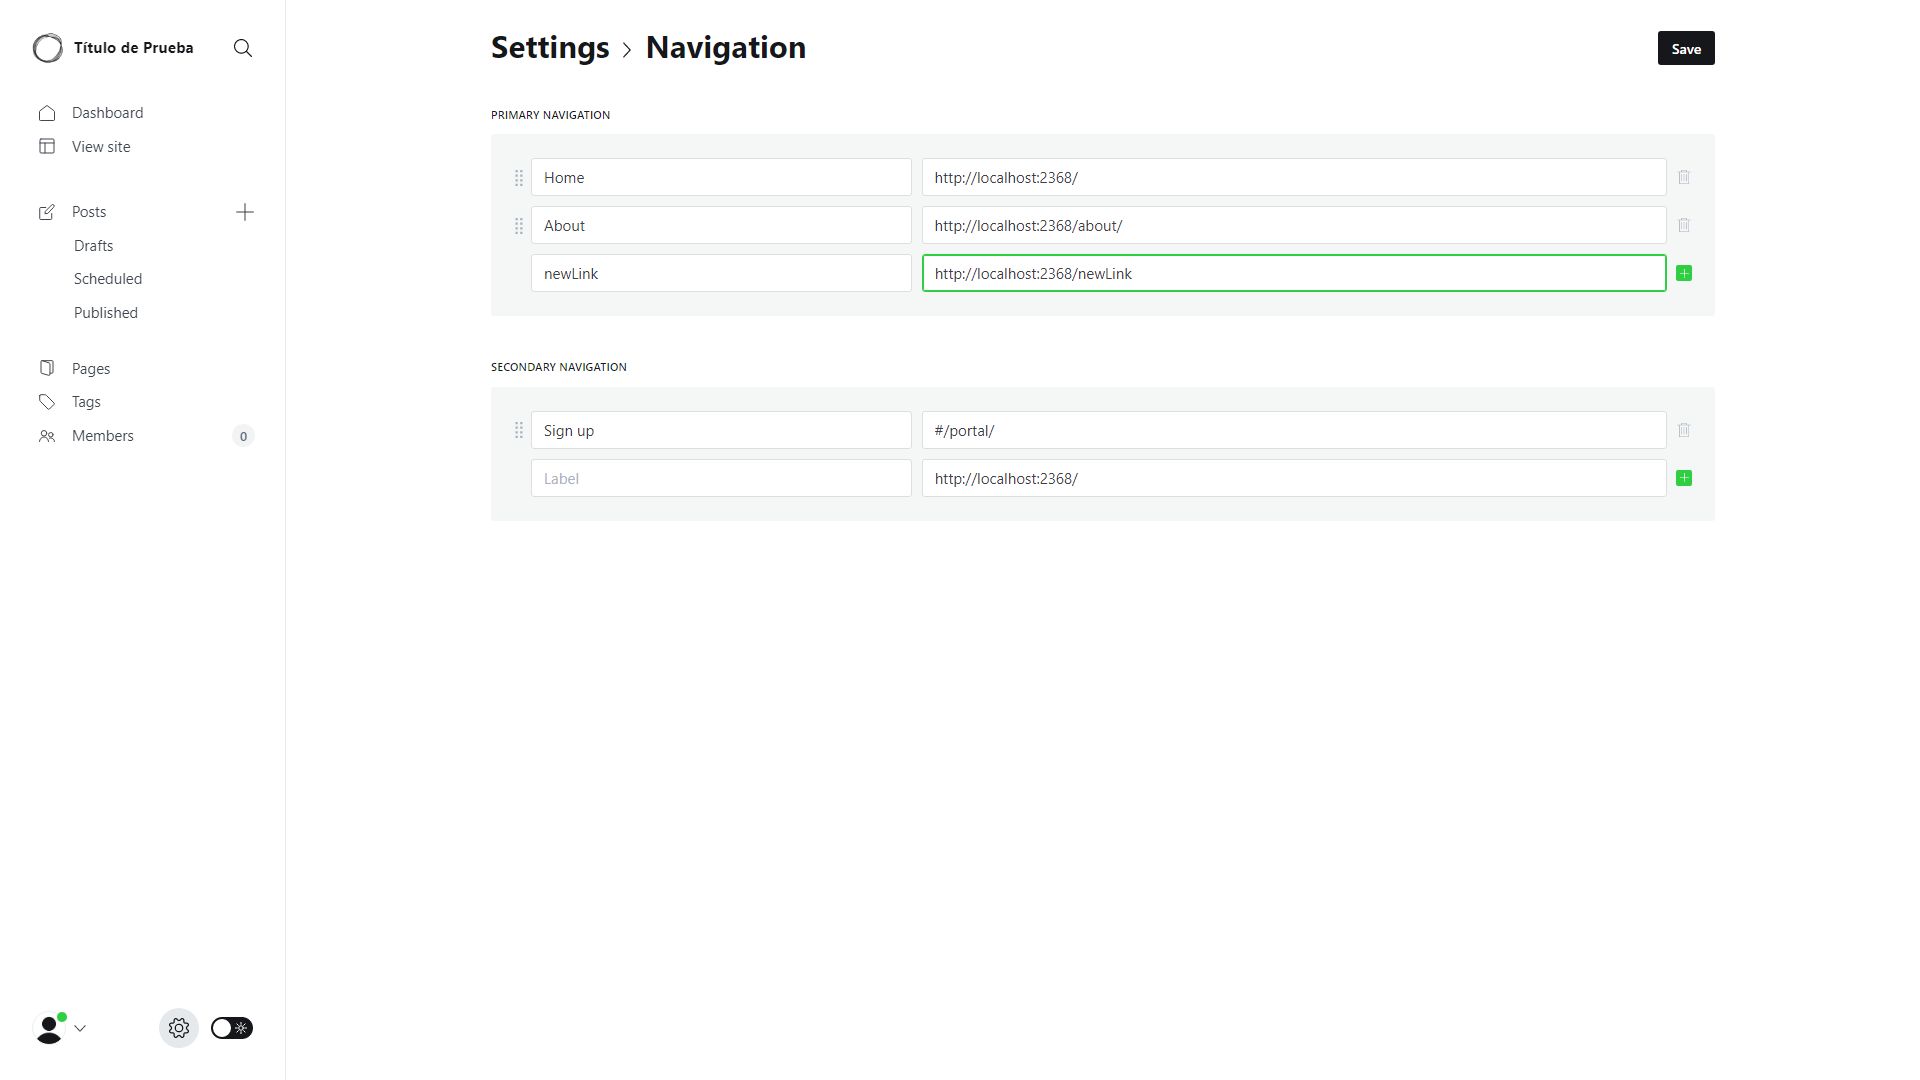 Título de Prueba
Dashboard
View site
Posts
Drafts
Scheduled
Published
Pages
Tags
Members 0
Settings Navigation
Save
PRIMARY NAVIGATION
Home http://localhost:2368/
About http://localhost:2368/about/
newLink http://localhost:2368/newLink
SECONDARY NAVIGATION
Sign up #/portal/
Label http://localhost:2368/